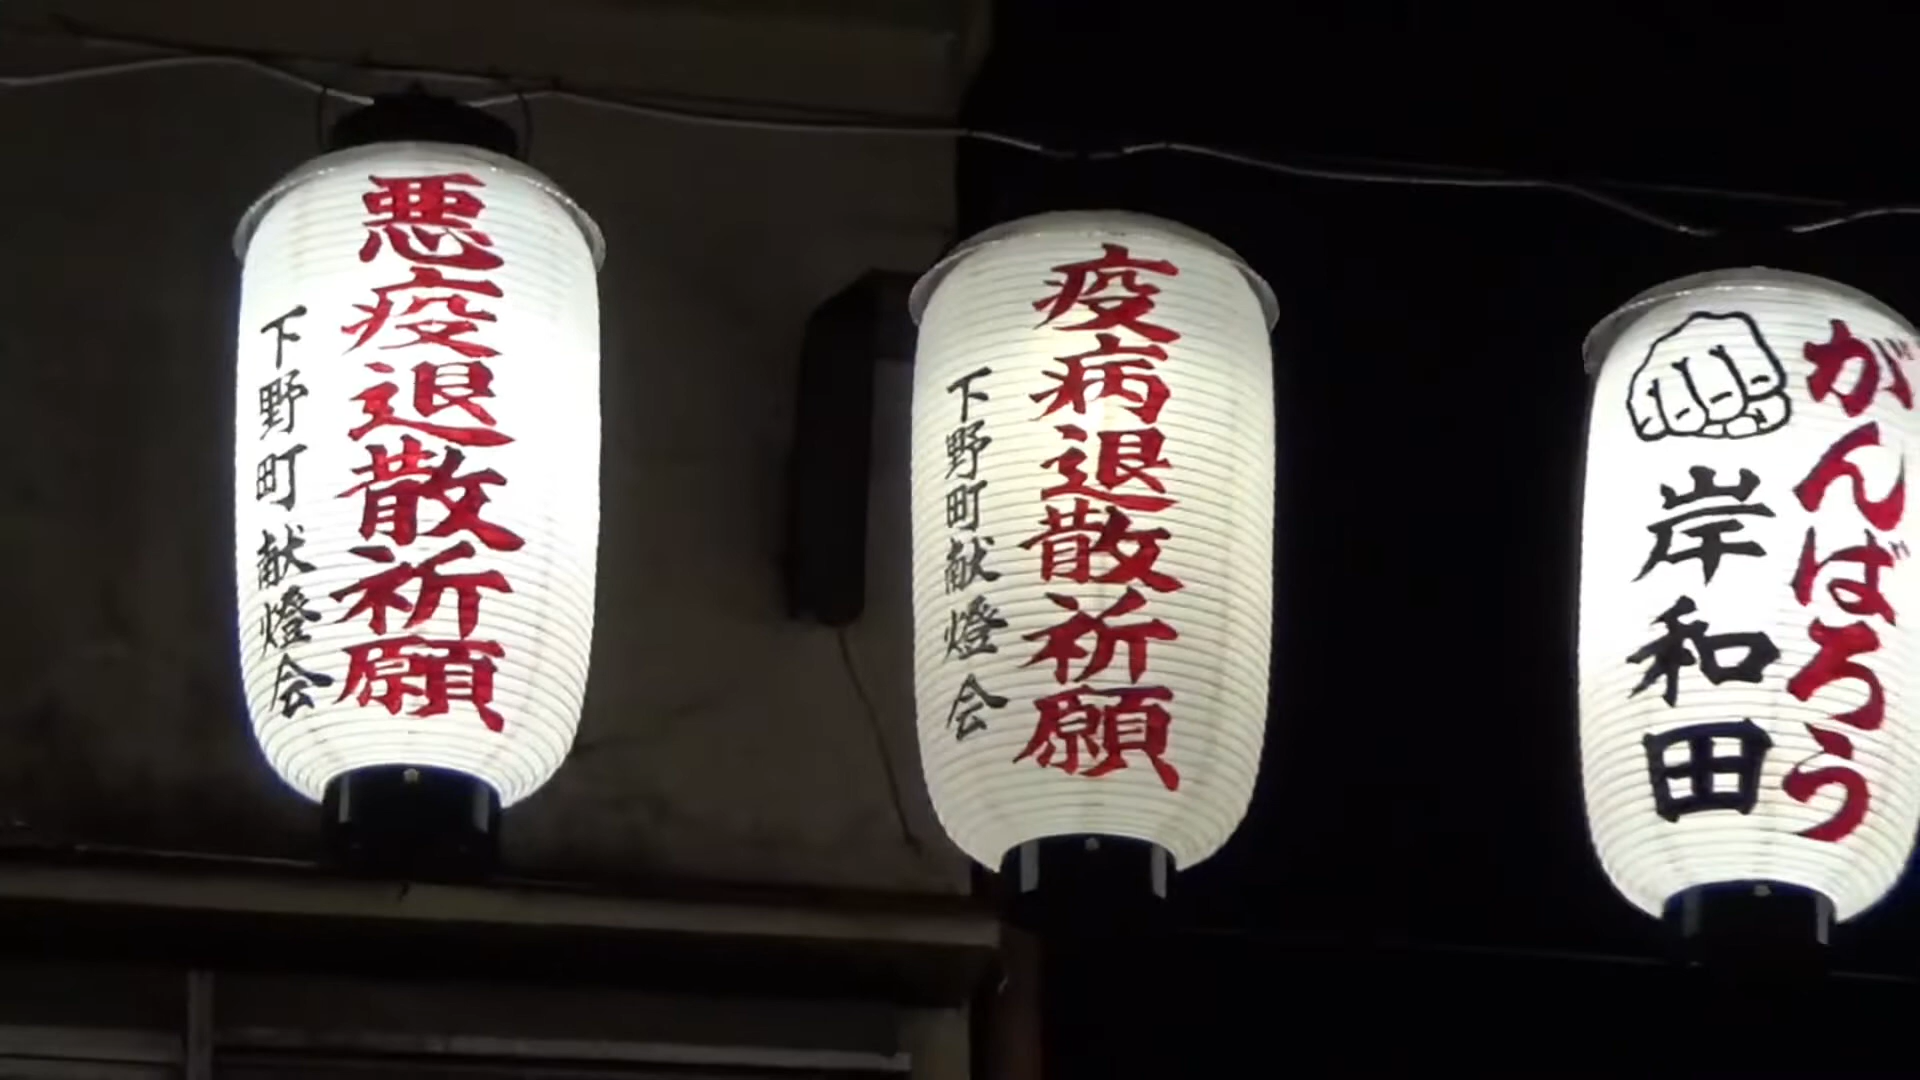 悪疫退散祈願
下野町献燈会
疫病退散祈願
下野町献燈会
がんばろう
岸和田